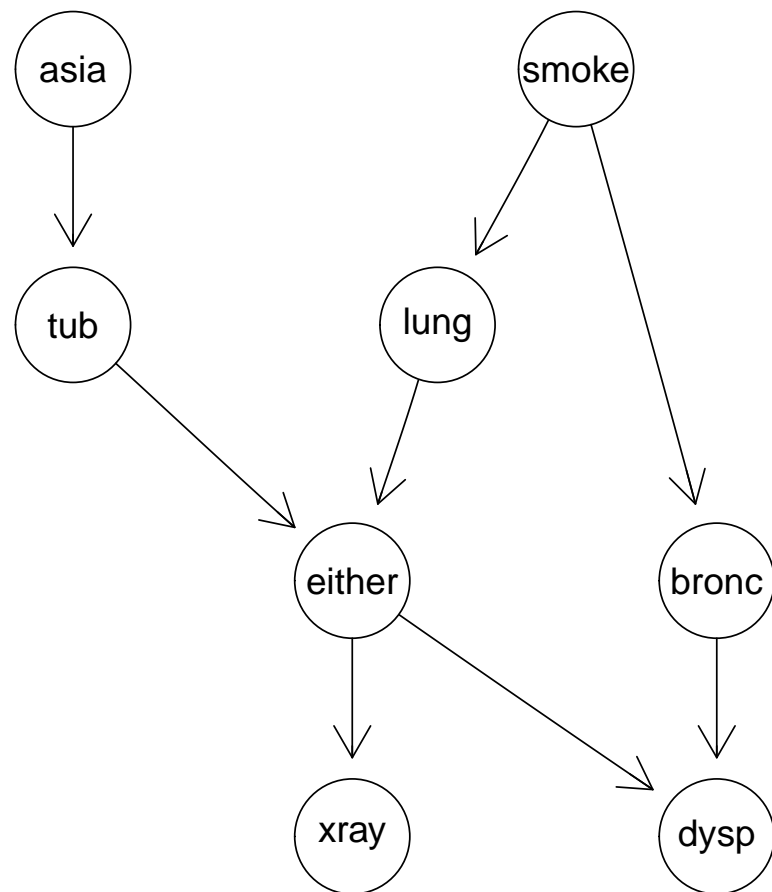 asia
smoke
tub
lung
either
bronc
xray
dysp